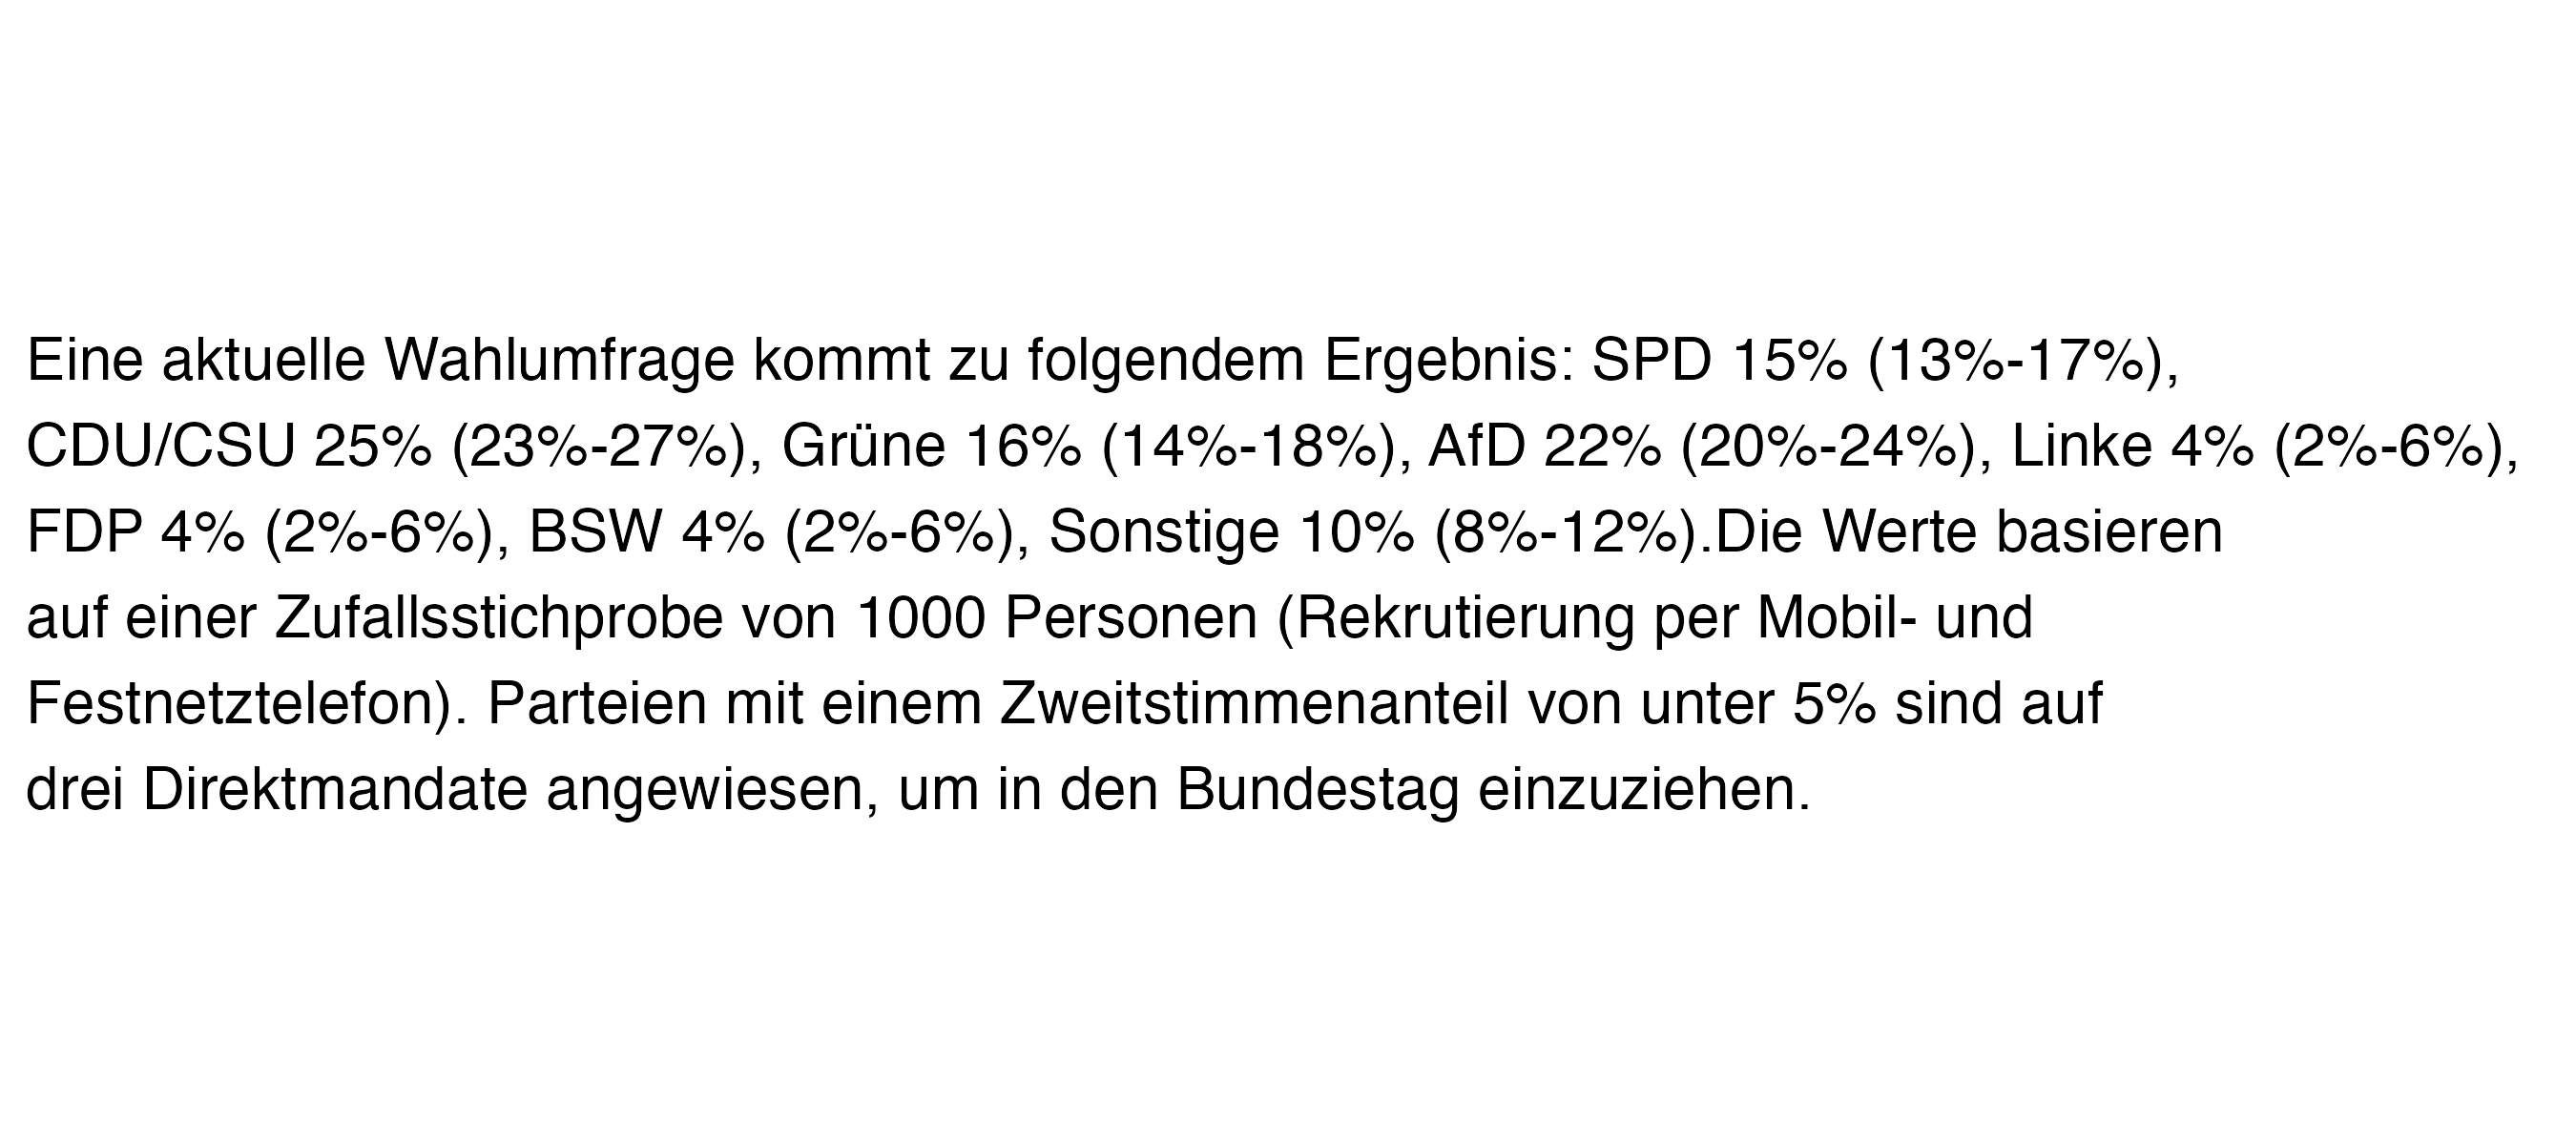 Eine aktuelle Wahlumfrage kommt zu folgendem Ergebnis: SPD 15% (13%-17%),
CDU/CSU 25% (23%-27%), Grüne 16% (14%-18%), AfD 22% (20%-24%), Linke 4% (2%-6%),
FDP 4% (2%-6%), BSW 4% (2%-6%), Sonstige 10% (8%-12%).Die Werte basieren
auf einer Zufallsstichprobe von 1000 Personen (Rekrutierung per Mobil- und
Festnetztelefon). Parteien mit einem Zweitstimmenanteil von unter 5% sind auf
drei Direktmandate angewiesen, um in den Bundestag einzuziehen.